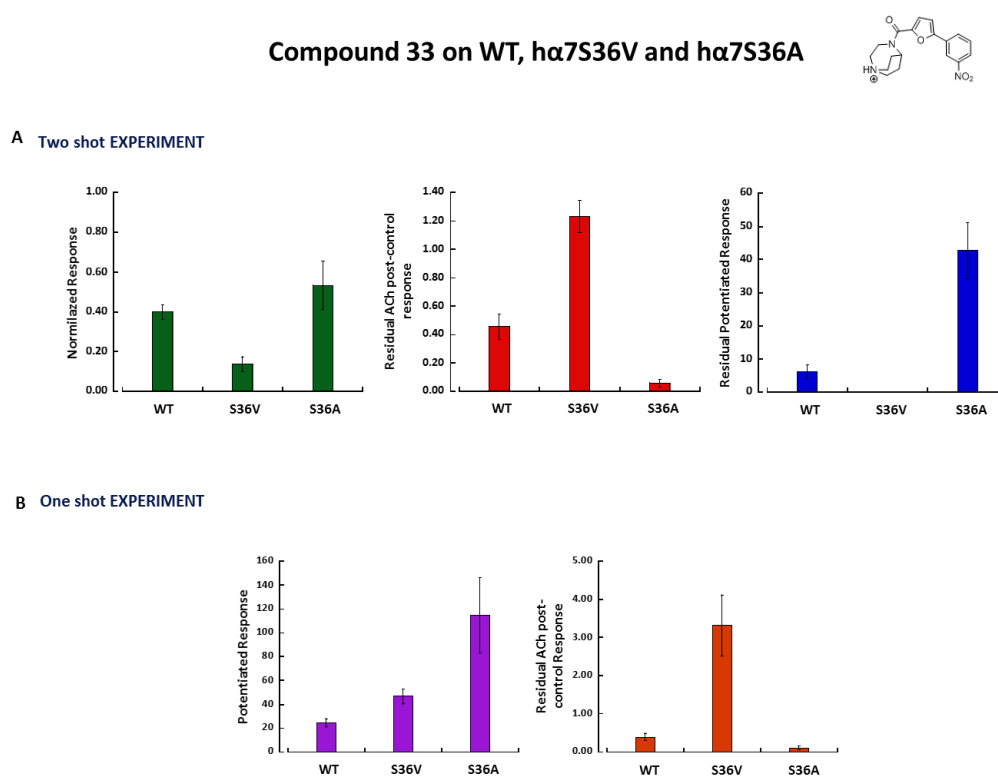 Compound 33 on WT, hα7S36V and hα7S36A
O
N
O
HN
⊕
NO2
A Two shot EXPERIMENT
Normilazed Response
1.00
0.80
0.60
0.40
0.20
0.00
WT S36V S36A
Residual ACh post-control
response
1.40
1.20
1.00
0.80
0.60
0.40
0.20
0.00
WT S36V S36A
Residual Potentiated Response
60
50
40
30
20
10
0
WT S36V S36A
B One shot EXPERIMENT
Potentiated Response
160
140
120
100
80
60
40
20
0
WT S36V S36A
Residual ACh post-
control Response
5.00
4.00
3.00
2.00
1.00
0.00
WT S36V S36A